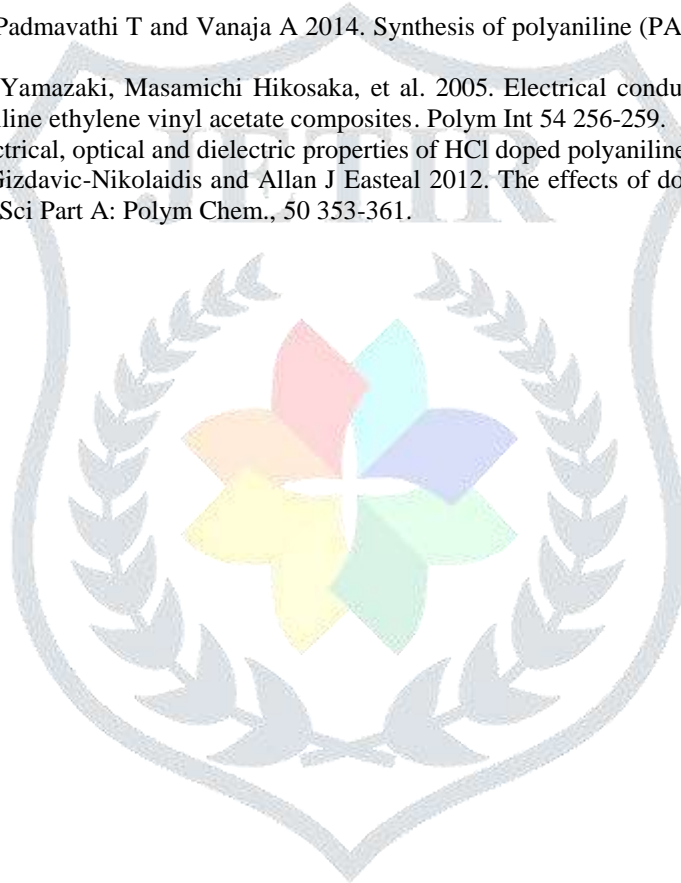 Padmavathi T and Vanaja A 2014. Synthesis of polyaniline (PA
Yamazaki, Masamichi Hikosaka, et al. 2005. Electrical condu
line ethylene vinyl acetate composites. Polym Int 54 256-259.
ctrical, optical and dielectric properties of HCl doped polyaniline
Gizdavic-Nikolaidis and Allan J Easteal 2012. The effects of do
Sci Part A: Polym Chem., 50 353-361.
JETIR